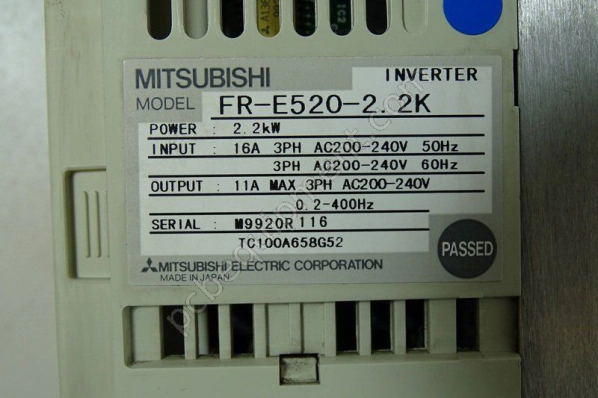 MITSUBISHI INVERTER
MODEL FR-E520-2.2K
POWER : 2.2kW
INPUT : 16A 3PH AC200-240V 50Hz
3PH AC200-240V 60Hz
OUTPUT : 11A MAX 3PH AC200-240V
0.2-400Hz
SERIAL : M9920R116
TC100A658G52
PASSED
MITSUBISHI ELECTRIC CORPORATION
MADE IN JAPAN